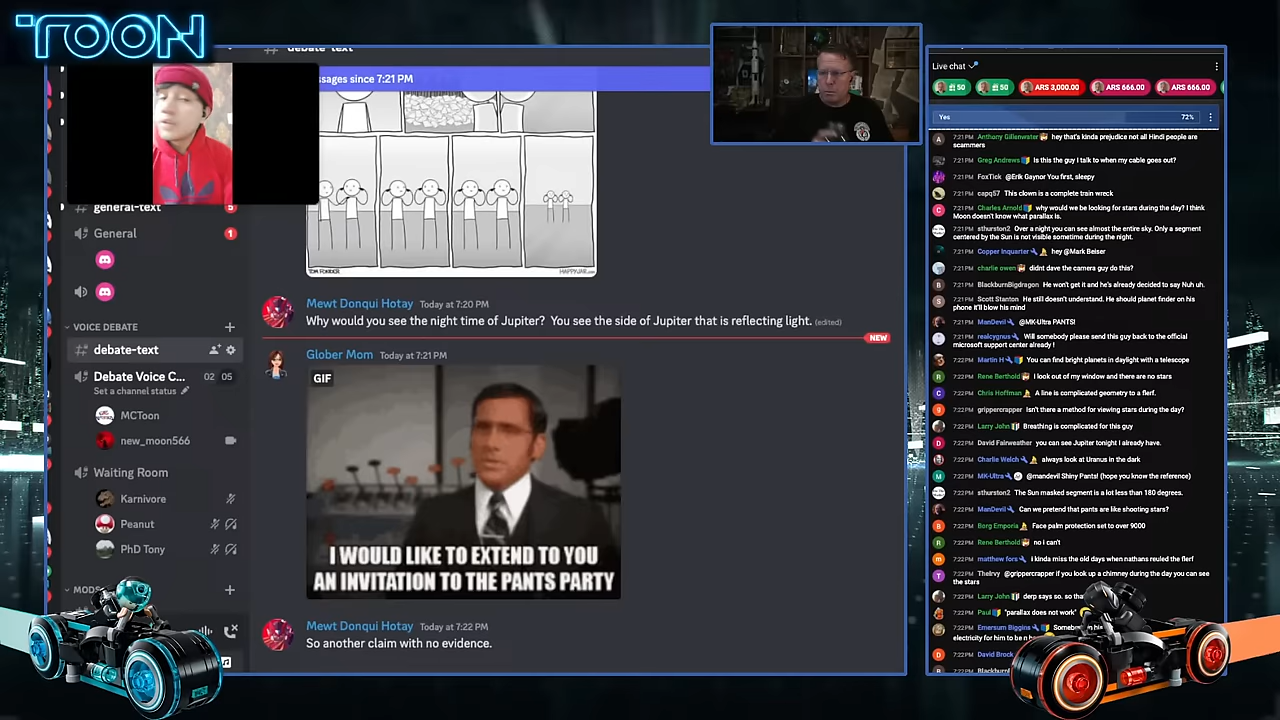 TOON
debate-text
ssages since 7:21 PM
TOM FONDER
HAPPYJAR.com
general-text
5
General
1
VOICE DEBATE
debate-text
Debate Voice C...
02 05
Set a channel status
MCToon
new_moon566
Waiting Room
Karnivore
Peanut
PhD Tony
MODS
Mewt Donqui Hotay Today at 7:20 PM
Why would you see the night time of Jupiter? You see the side of Jupiter that is reflecting light. (edited)
NEW
Glober Mom Today at 7:21 PM
GIF
I WOULD LIKE TO EXTEND TO YOU
AN INVITATION TO THE PANTS PARTY
Mewt Donqui Hotay Today at 7:22 PM
So another claim with no evidence.
Live chat
50
50
ARS 3,000.00
ARS 666.00
ARS 666.00
Yes
72%
7:21 PM Anthony Gillenwater hey that's kinda prejudice not all Hindi people are
scammers
7:21 PM Greg Andrews Is this the guy I talk to when my cable goes out?
7:21 PM FoxTick @Erik Gaynor You first, sleepy
7:21 PM capq57 This clown is a complete train wreck
7:21 PM Charles Arnold why would we be looking for stars during the day? I think
Moon doesn't know what parallax is.
7:21 PM sthurston2 Over a night you can see almost the entire sky. Only a segment
centered by the Sun is not visible sometime during the night.
7:21 PM Copper Inquarter hey @Mark Beiser
7:21 PM charlie owen didnt dave the camera guy do this?
7:21 PM BlackburnBigdragon He won't get it and he's already decided to say Nuh uh.
7:21 PM Scott Stanton He still doesn't understand. He should planet finder on his
phone it'll blow his mind
7:21 PM ManDevil @MK-Ultra PANTS!
7:21 PM realcygnus Will somebody please send this guy back to the official
microsoft support center already !
7:22 PM Martin H You can find bright planets in daylight with a telescope
7:22 PM Rene Berthold I look out of my window and there are no stars
7:22 PM Chris Hoffman A line is complicated geometry to a flerf.
7:22 PM grippercrapper Isn't there a method for viewing stars during the day?
7:22 PM Larry John Breathing is complicated for this guy
7:22 PM David Fairweather you can see Jupiter tonight I already have.
7:22 PM Charlie Welch always look at Uranus in the dark
7:22 PM MK-Ultra @mandevil Shiny Pants! (hope you know the reference)
7:22 PM sthurston2 The Sun masked segment is a lot less than 180 degrees.
7:22 PM ManDevil Can we pretend that pants are like shooting stars?
7:22 PM Borg Emporia Face palm protection set to over 9000
7:22 PM Rene Berthold no i can't
7:22 PM matthew fors i kinda miss the old days when nathans reuled the flerf
7:22 PM TheIrvy @grippercrapper if you look up a chimney during the day you can see
the stars
7:22 PM Larry John derp says so. so tha
7:22 PM Paul "parallax does not work"
7:22 PM Emersum Biggins Someb
electricity for him to be n
7:22 PM David Brock
7:22 PM Blackburn